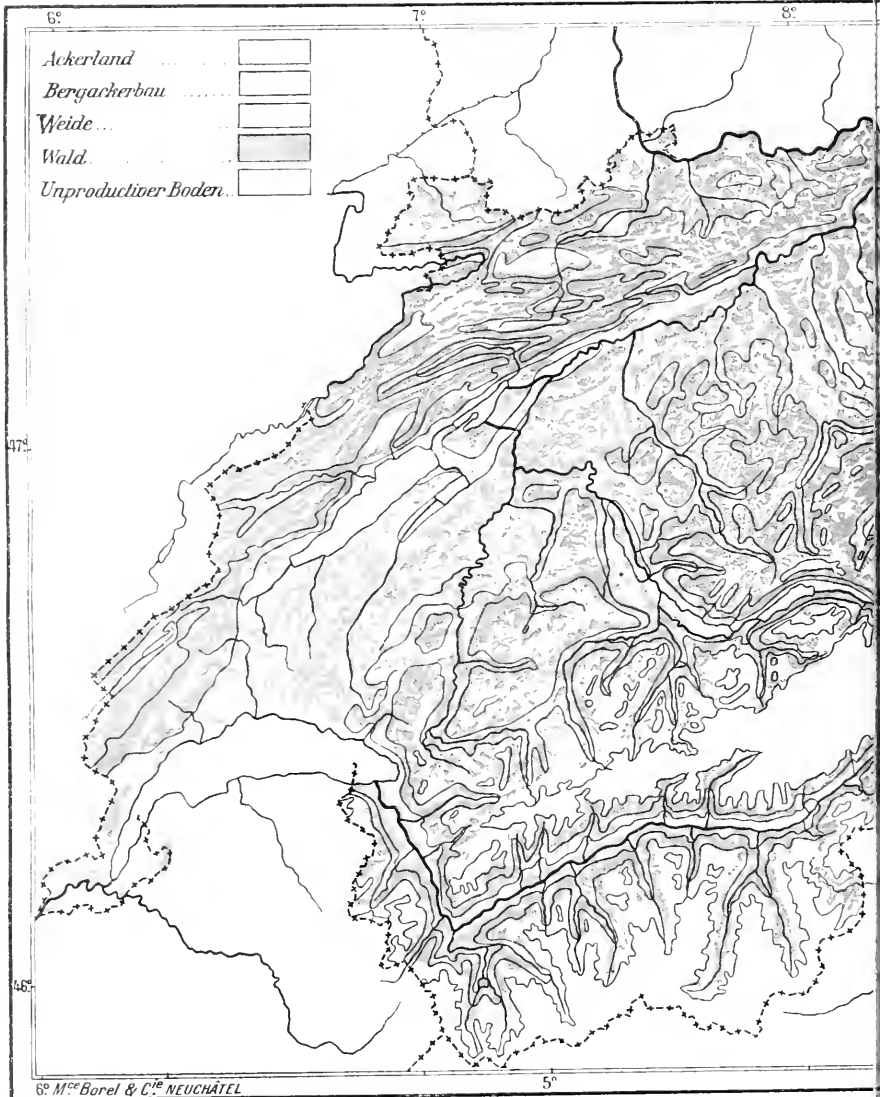 6° 7° 8°
Ackerland
Bergackerbau
Weide
Wald
Unproductiver Boden
47°
46°
6° Mce Borel & Cie NEUCHÂTEL 5°